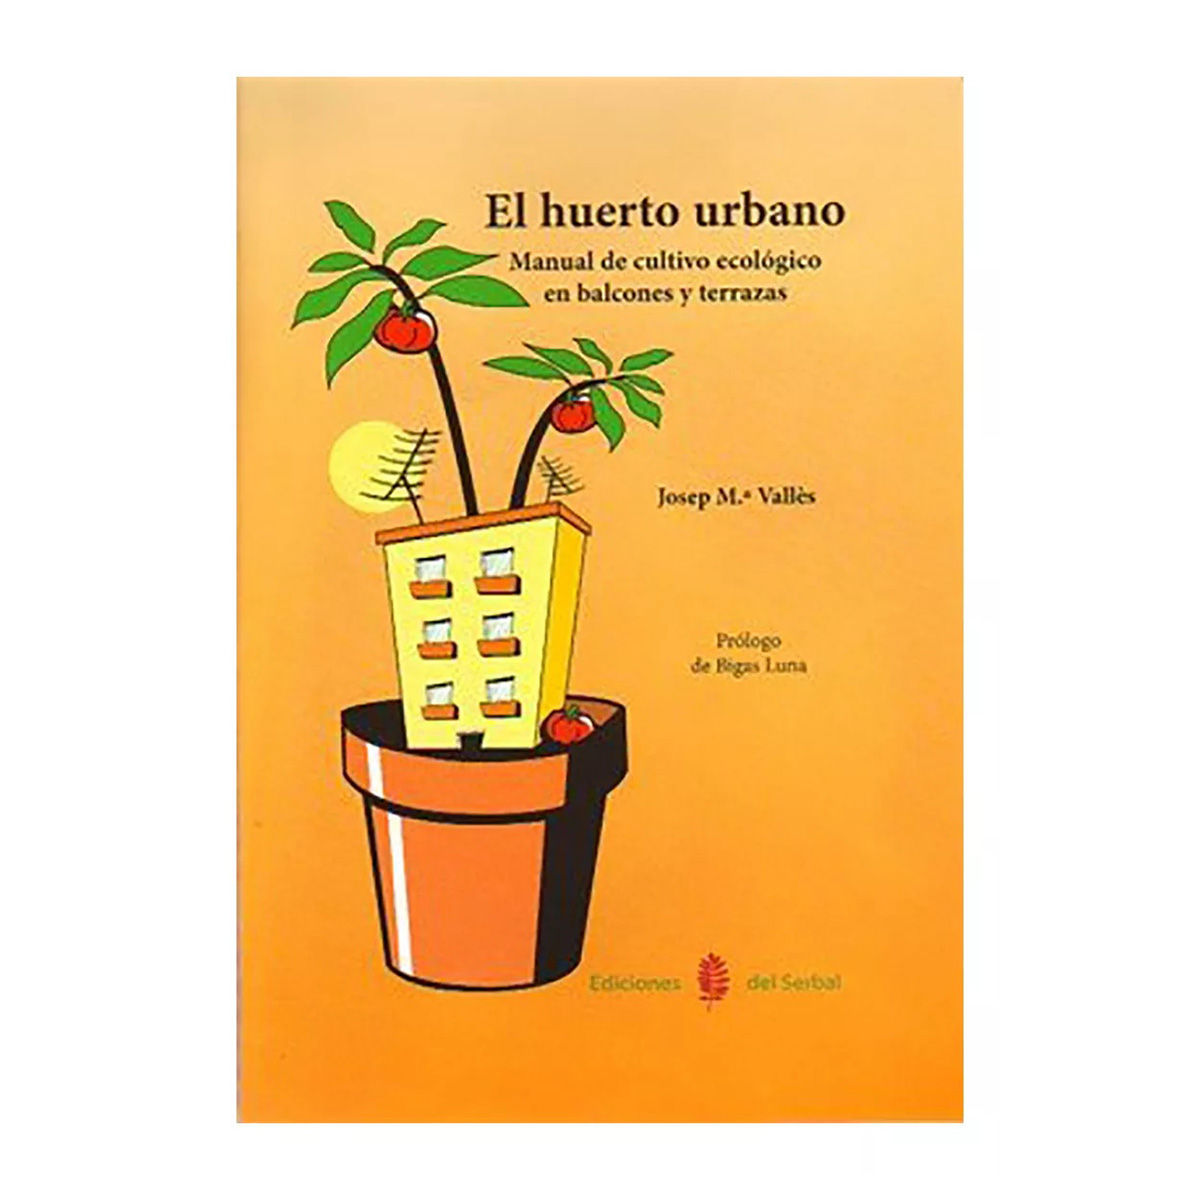 El huerto urbano
Manual de cultivo ecológico
en balcones y terrazas
Josep M.ª Vallès
Prólogo
de Bigas Luna
Ediciones del Serbal